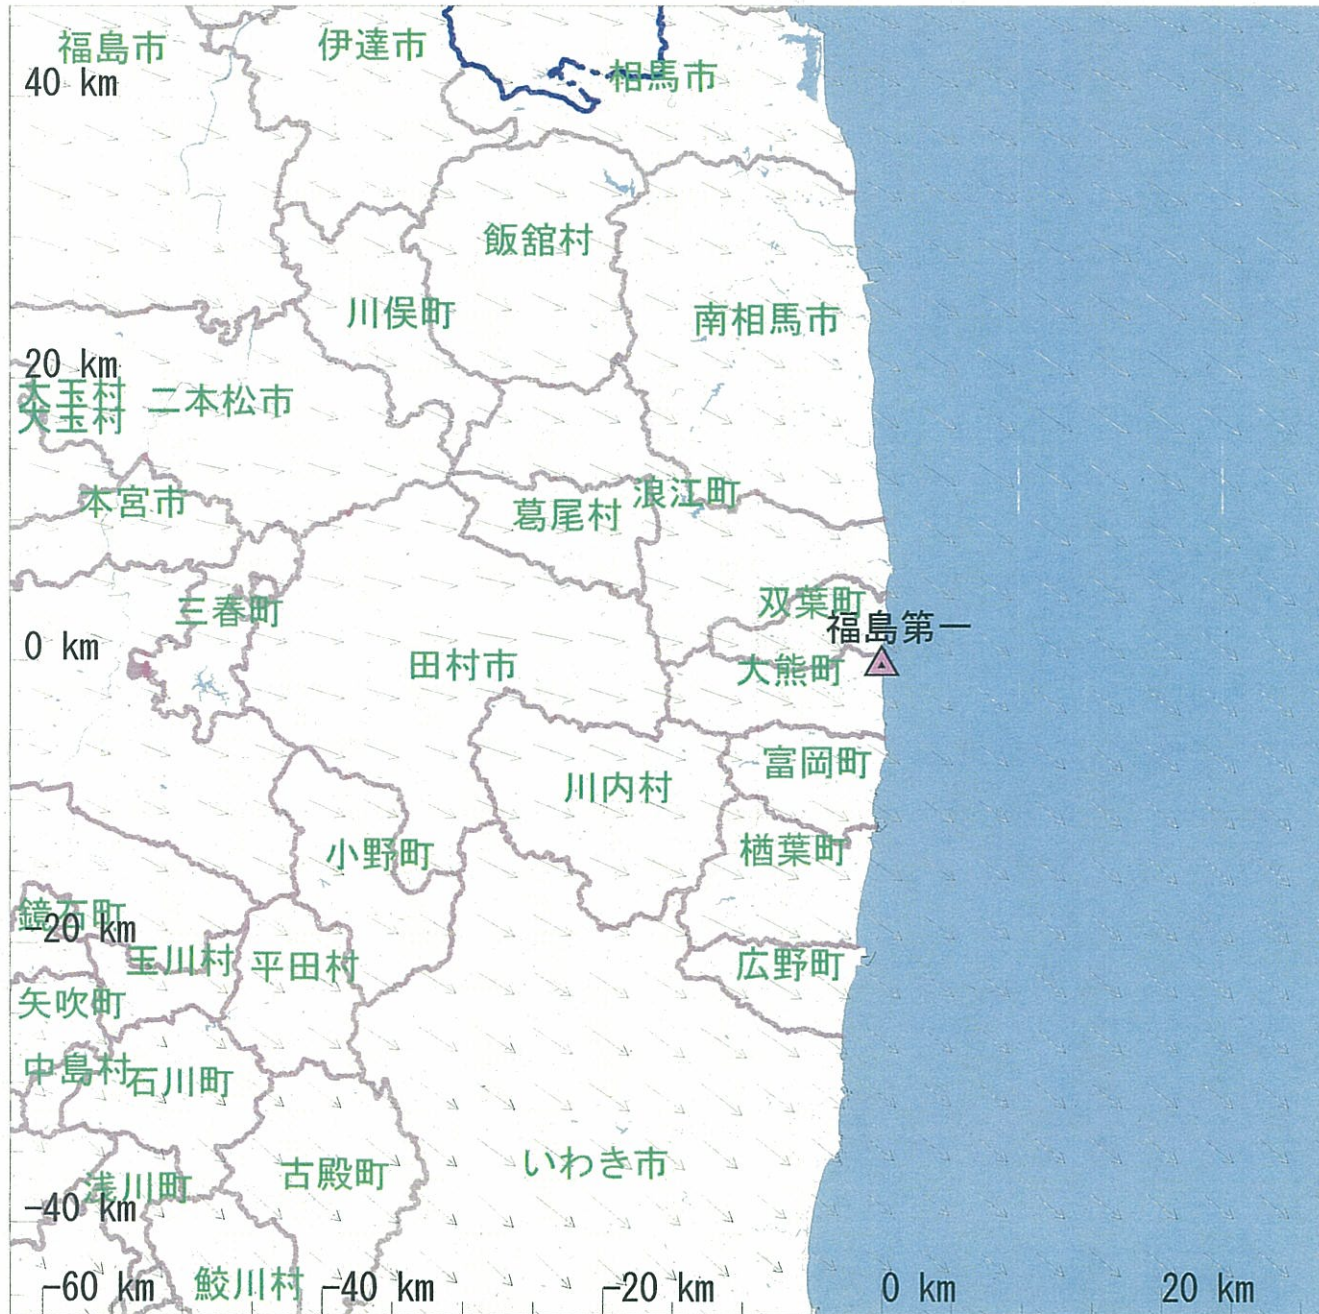 福島市
伊達市
相馬市
40 km
飯舘村
川俣町
南相馬市
20 km
大玉村
大玉村
二本松市
本宮市
葛尾村
浪江町
三春町
双葉町
福島第一
0 km
田村市
大熊町
富岡町
川内村
小野町
楢葉町
鏡石町
-20 km
玉川村
平田村
広野町
矢吹町
中島村
石川町
いわき市
古殿町
浅川町
-40 km
鮫川村
-60 km
-40 km
-20 km
0 km
20 km